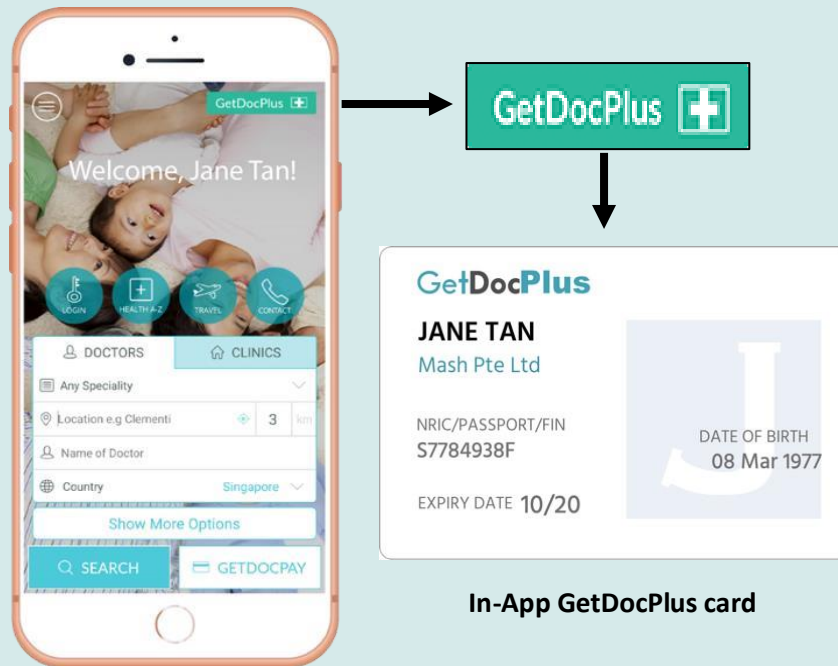 GetDocPlus
Welcome, Jane Tan!
LOGIN
HEALTH A-Z
TRAVEL
CONTACT
DOCTORS
CLINICS
Any Speciality
Location e.g Clementi
3
km
Name of Doctor
Country
Singapore
Show More Options
SEARCH
GETDOCPAY
GetDocPlus
GetDocPlus
JANE TAN
Mash Pte Ltd
NRIC/PASSPORT/FIN
S7784938F
DATE OF BIRTH
08 Mar 1977
EXPIRY DATE 10/20
J
In-App GetDocPlus card